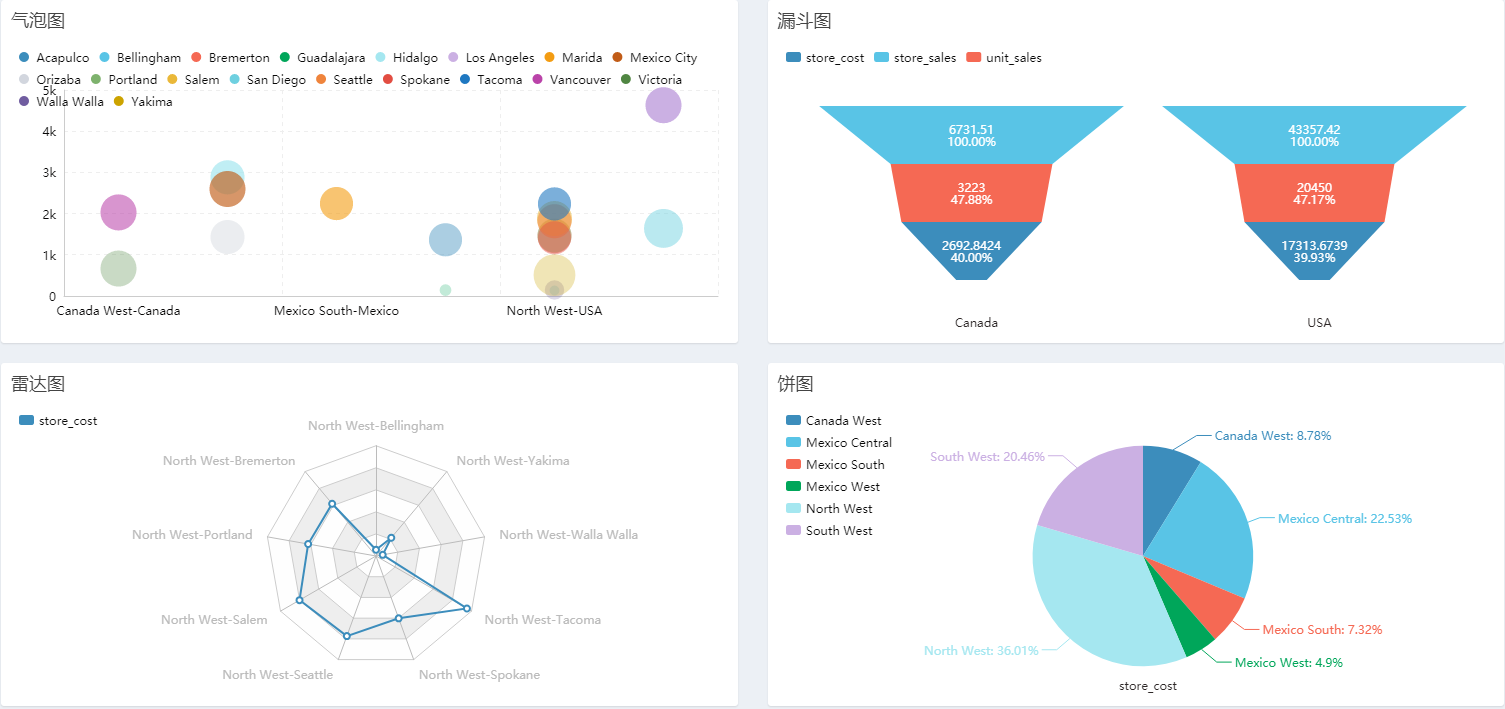 气泡图
Acapulco Bellingham Bremerton Guadalajara Hidalgo Los Angeles Marida Mexico City
Orizaba Portland Salem San Diego Seattle Spokane Tacoma Vancouver Victoria
Walla Walla Yakima
5k
4k
3k
2k
1k
0
Canada West-Canada Mexico South-Mexico North West-USA
漏斗图
store_cost store_sales unit_sales
6731.51
100.00%
3223
47.88%
2692.8424
40.00%
Canada
43357.42
100.00%
20450
47.17%
17313.6739
39.93%
USA
雷达图
store_cost
North West-Bellingham
North West-Bremerton
North West-Yakima
North West-Portland
North West-Walla Walla
North West-Salem
North West-Tacoma
North West-Seattle
North West-Spokane
饼图
Canada West
Mexico Central
Mexico South
Mexico West
North West
South West
Canada West: 8.78%
South West: 20.46%
Mexico Central: 22.53%
Mexico South: 7.32%
North West: 36.01%
Mexico West: 4.9%
store_cost